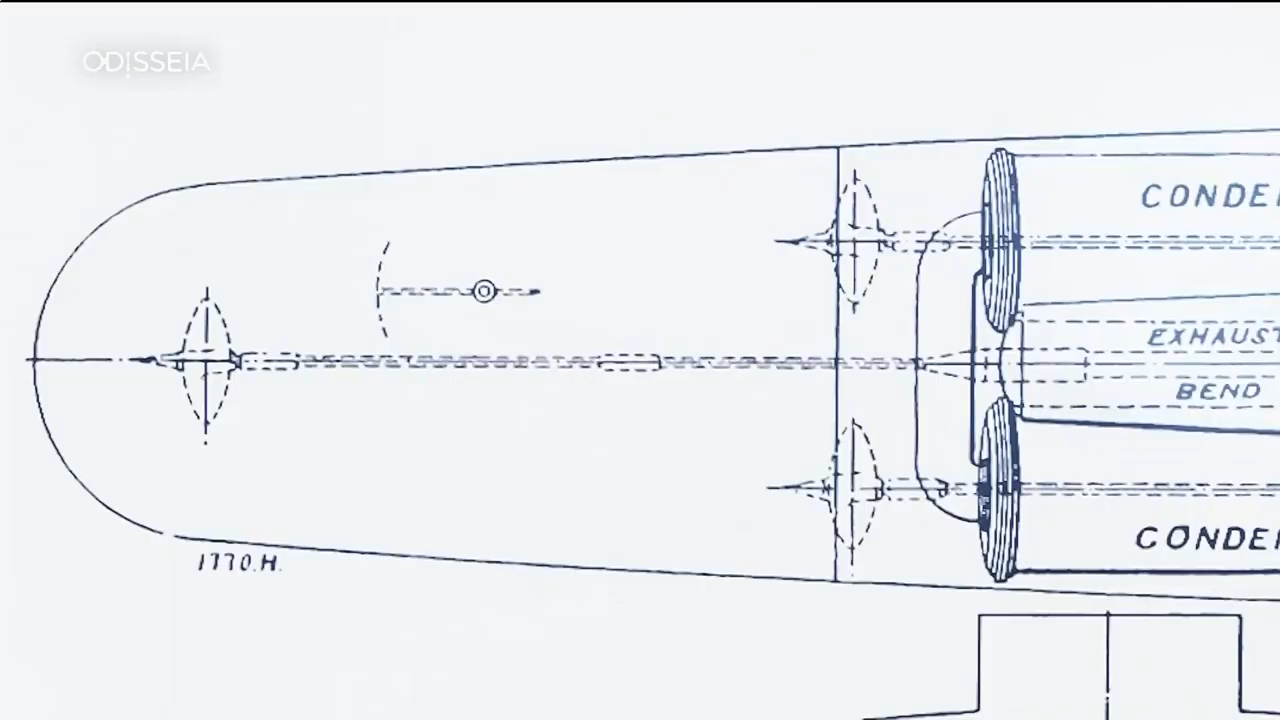 ODISSEIA
CONDE
EXHAUST
BEND
CONDE
1770.H.